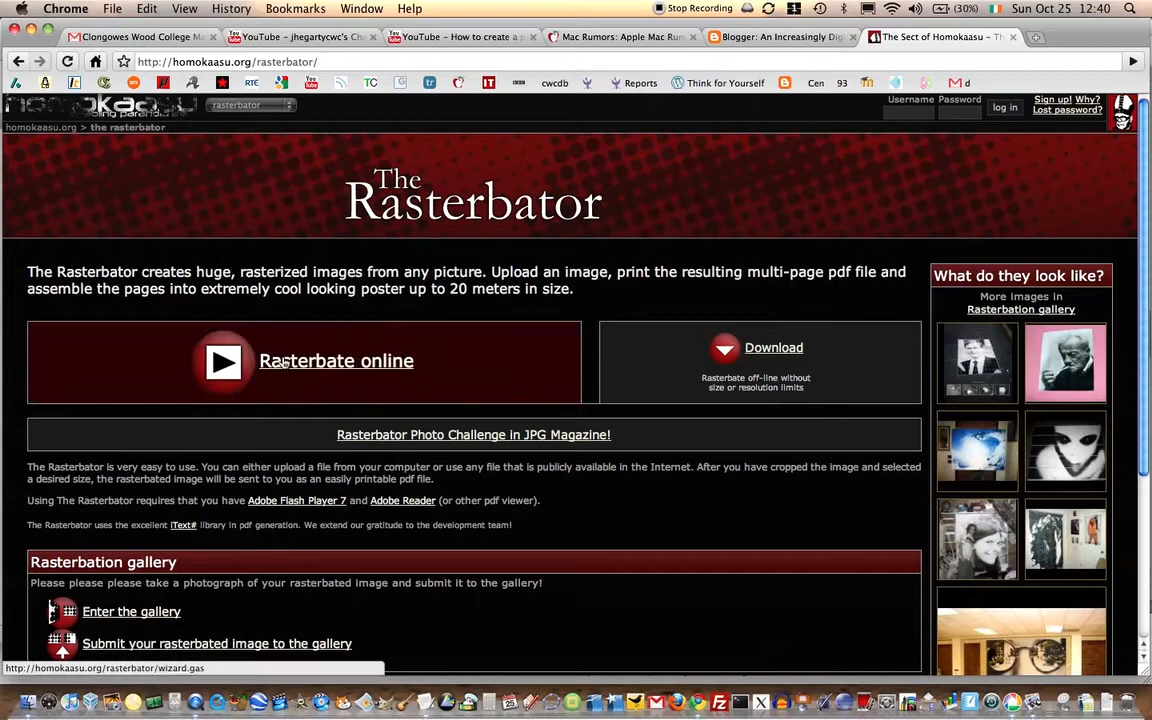 Chrome File Edit View History Bookmarks Window Help Stop Recording (30%) Sun Oct 25 12:40
Clongowes Wood College M YouTube – jhegartycwc's Ch YouTube – How to create a p Mac Rumors: Apple Mac Rum Blogger: An Increasingly Digi The Sect of Homokaasu – Th
http://homokaasu.org/rasterbator/
TC tr IT cwcdb Reports Think for Yourself Cen 93 d
homokaasu rasterbator Username Password log in Sign up! Why?
Lost password?
homokaasu.org > the rasterbator
The
Rasterbator
The Rasterbator creates huge, rasterized images from any picture. Upload an image, print the resulting multi-page pdf file and
assemble the pages into extremely cool looking poster up to 20 meters in size.
What do they look like?
More images in
Rasterbation gallery
Rasterbate online
Download
Rasterbate off-line without
size or resolution limits
Rasterbator Photo Challenge in JPG Magazine!
The Rasterbator is very easy to use. You can either upload a file from your computer or use any file that is publicly available in the Internet. After you have cropped the image and selected
a desired size, the rasterbated image will be sent to you as an easily printable pdf file.
Using The Rasterbator requires that you have Adobe Flash Player 7 and Adobe Reader (or other pdf viewer).
The Rasterbator uses the excellent iText# library in pdf generation. We extend our gratitude to the development team!
Rasterbation gallery
Please please please take a photograph of your rasterbated image and submit it to the gallery!
Enter the gallery
Submit your rasterbated image to the gallery
http://homokaasu.org/rasterbator/wizard.gas